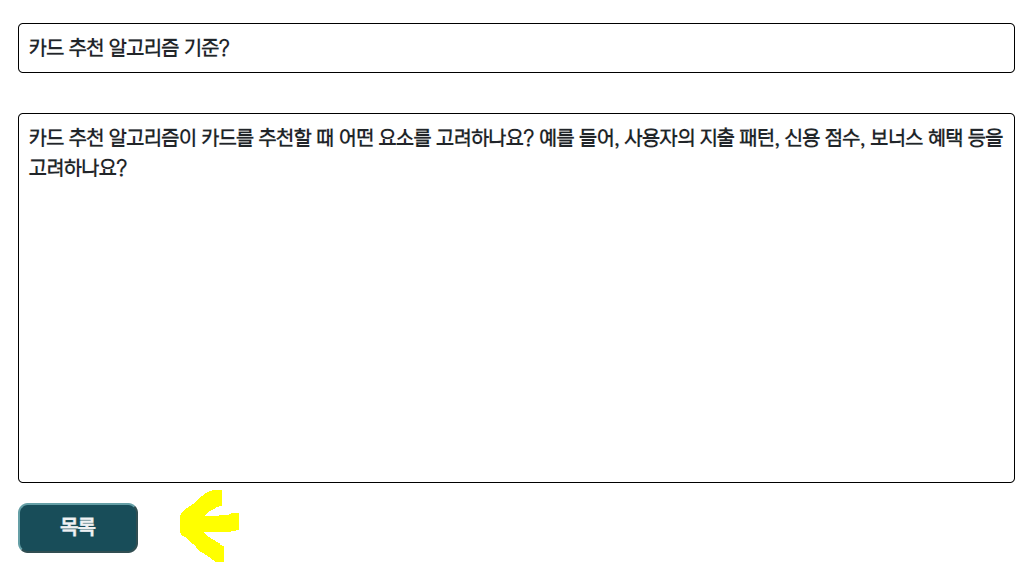 카드 추천 알고리즘 기준?
카드 추천 알고리즘이 카드를 추천할 때 어떤 요소를 고려하나요? 예를 들어, 사용자의 지출 패턴, 신용 점수, 보너스 혜택 등을
고려하나요?
목록